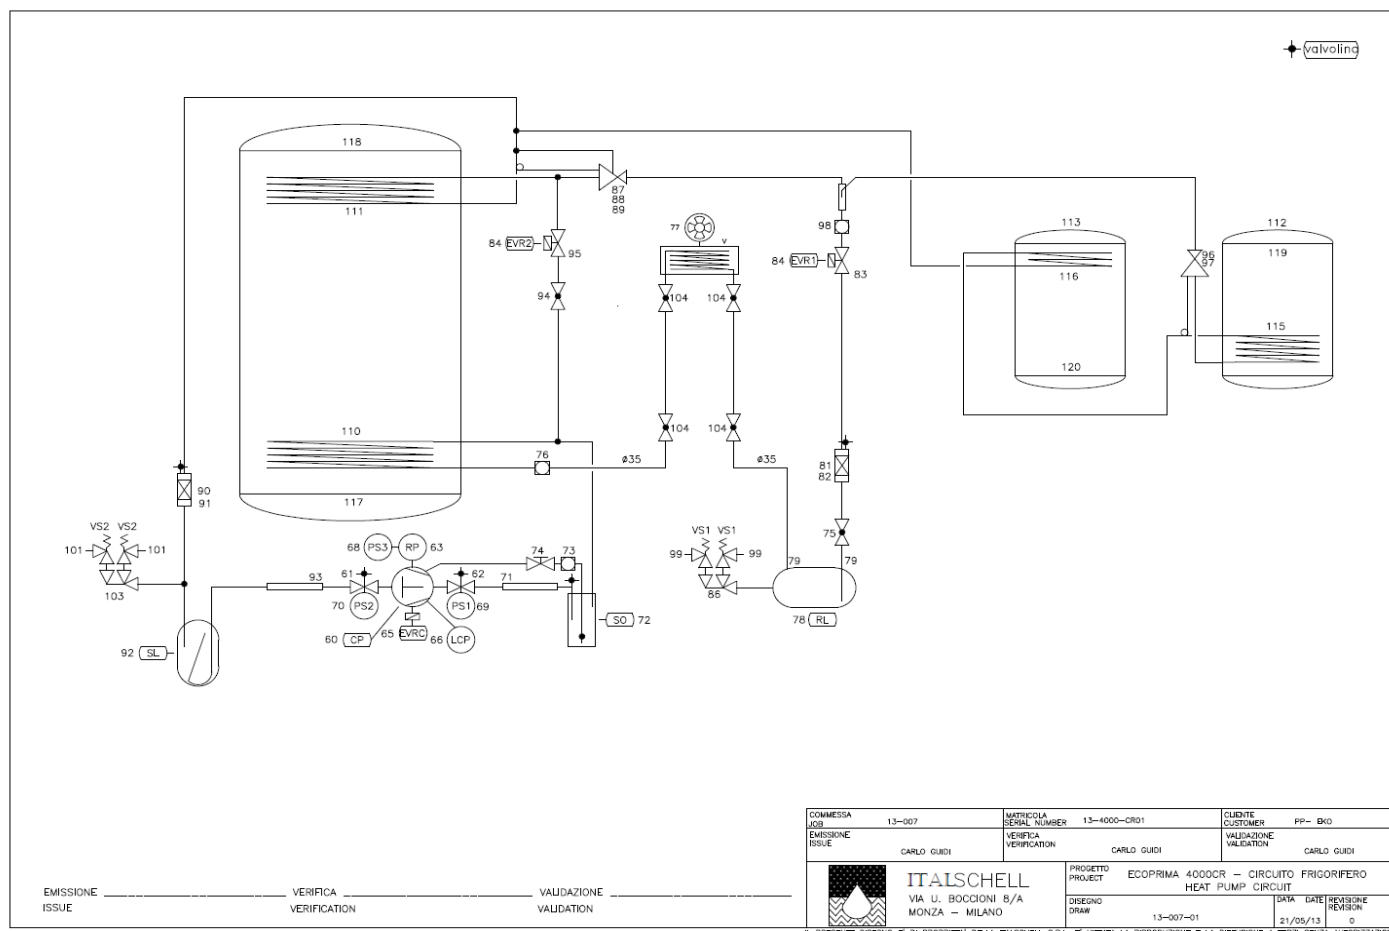 valvolina
118
111
87
88
89
77
v
98
113
112
116
96
97
119
84 EVR2
95
84 EVR1
83
94
104
104
115
120
110
104
104
76
ø35
ø35
81
82
90
91
117
VS2 VS2
101
101
68 PS3 RP 63
74
73
75
VS1 VS1
99
99
79
79
93
61
62
71
103
70 PS2
PS1 69
86
60 CP
65 EVRC
66 LCP
SO 72
78 RL
92 SL
COMMESSA
JOB
13-007
MATRICOLA
SERIAL NUMBER
13-4000-CR01
CLIENTE
CUSTOMER
PP- EKO
EMISSIONE
ISSUE
CARLO GUIDI
VERIFICA
VERIFICATION
CARLO GUIDI
VALIDAZIONE
VALIDATION
CARLO GUIDI
ITALSCHELL
VIA U. BOCCIONI 8/A
MONZA - MILANO
PROGETTO
PROJECT
ECOPRIMA 4000CR - CIRCUITO FRIGORIFERO
HEAT PUMP CIRCUIT
DISEGNO
DRAW
13-007-01
DATA DATE
21/05/13
REVISIONE
REVISION
0
EMISSIONE
ISSUE
VERIFICA
VERIFICATION
VALIDAZIONE
VALIDATION